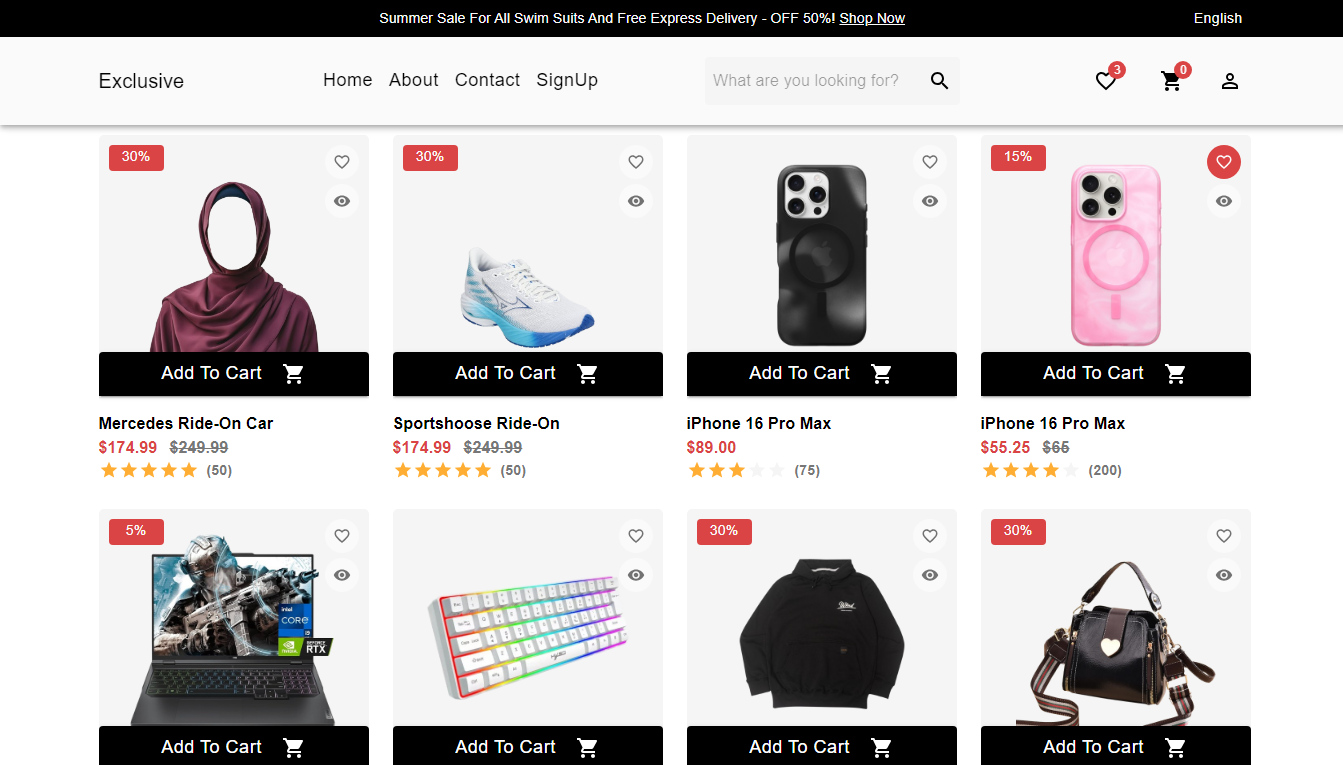 Summer Sale For All Swim Suits And Free Express Delivery - OFF 50%! Shop Now
English
Exclusive
Home About Contact SignUp
What are you looking for?
3
0
30%
30%
15%
Add To Cart
Add To Cart
Add To Cart
Add To Cart
Mercedes Ride-On Car
$174.99 $249.99
(50)
Sportshoose Ride-On
$174.99 $249.99
(50)
iPhone 16 Pro Max
$89.00
(75)
iPhone 16 Pro Max
$55.25 $65
(200)
5%
30%
30%
intel
CORE
i9
NVIDIA
GEFORCE
RTX
Add To Cart
Add To Cart
Add To Cart
Add To Cart